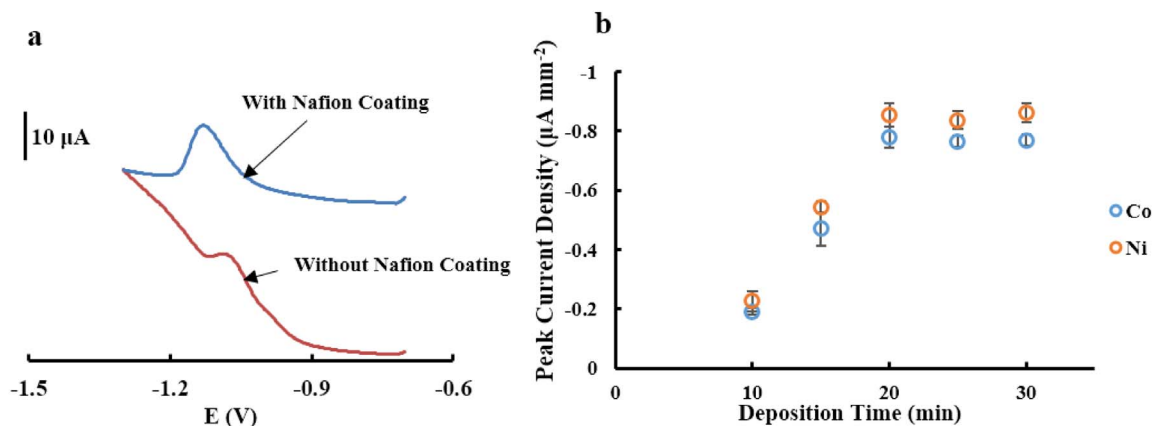 a
With Nafion Coating
10 μA
Without Nafion Coating
-1.5 -1.2 -0.9 -0.6
E (V)
b
Peak Current Density (μA mm⁻²)
-1
-0.8
-0.6
-0.4
-0.2
0
0 10 20 30
Deposition Time (min)
Co
Ni